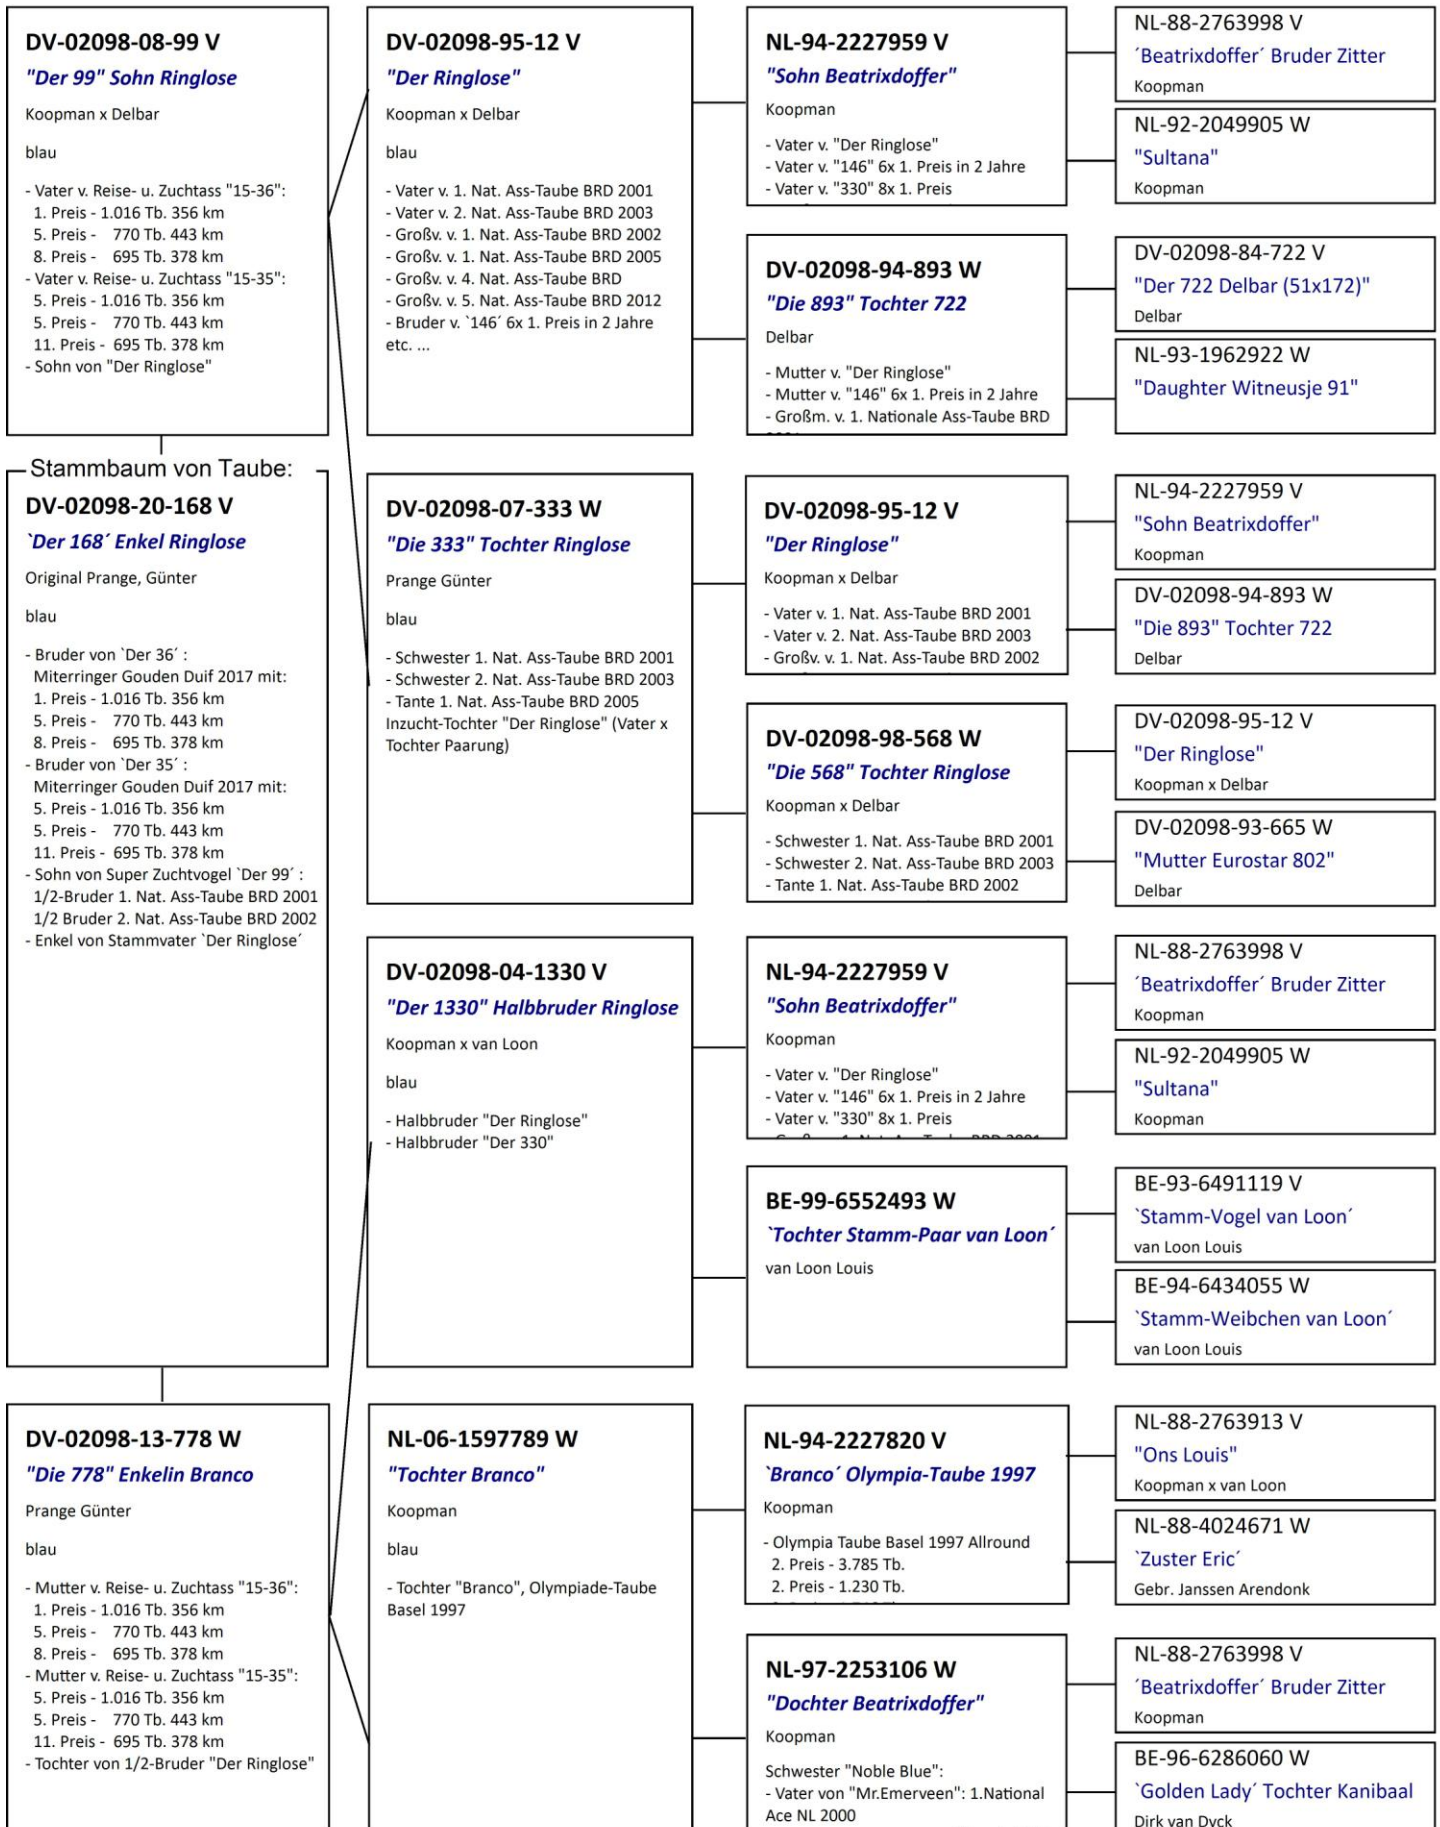 DV-02098-08-99 V
"Der 99" Sohn Ringlose
Koopman x Delbar
blau
- Vater v. Reise- u. Zuchtass "15-36":
1. Preis - 1.016 Tb. 356 km
5. Preis - 770 Tb. 443 km
8. Preis - 695 Tb. 378 km
- Vater v. Reise- u. Zuchtass "15-35":
5. Preis - 1.016 Tb. 356 km
5. Preis - 770 Tb. 443 km
11. Preis - 695 Tb. 378 km
- Sohn von "Der Ringlose"
Stammbaum von Taube:
DV-02098-20-168 V
`Der 168´ Enkel Ringlose
Original Prange, Günter
blau
- Bruder von `Der 36´ :
Miterringer Gouden Duif 2017 mit:
1. Preis - 1.016 Tb. 356 km
5. Preis - 770 Tb. 443 km
8. Preis - 695 Tb. 378 km
- Bruder von `Der 35´ :
Miterringer Gouden Duif 2017 mit:
5. Preis - 1.016 Tb. 356 km
5. Preis - 770 Tb. 443 km
11. Preis - 695 Tb. 378 km
- Sohn von Super Zuchtvogel `Der 99´ :
1/2-Bruder 1. Nat. Ass-Taube BRD 2001
1/2 Bruder 2. Nat. Ass-Taube BRD 2002
- Enkel von Stammvater `Der Ringlose´
DV-02098-13-778 W
"Die 778" Enkelin Branco
Prange Günter
blau
- Mutter v. Reise- u. Zuchtass "15-36":
1. Preis - 1.016 Tb. 356 km
5. Preis - 770 Tb. 443 km
8. Preis - 695 Tb. 378 km
- Mutter v. Reise- u. Zuchtass "15-35":
5. Preis - 1.016 Tb. 356 km
5. Preis - 770 Tb. 443 km
11. Preis - 695 Tb. 378 km
- Tochter von 1/2-Bruder "Der Ringlose"
DV-02098-95-12 V
"Der Ringlose"
Koopman x Delbar
blau
- Vater v. 1. Nat. Ass-Taube BRD 2001
- Vater v. 2. Nat. Ass-Taube BRD 2003
- Großv. v. 1. Nat. Ass-Taube BRD 2002
- Großv. v. 1. Nat. Ass-Taube BRD 2005
- Großv. v. 4. Nat. Ass-Taube BRD
- Großv. v. 5. Nat. Ass-Taube BRD 2012
- Bruder v. `146´ 6x 1. Preis in 2 Jahre
etc. ...
DV-02098-07-333 W
"Die 333" Tochter Ringlose
Prange Günter
blau
- Schwester 1. Nat. Ass-Taube BRD 2001
- Schwester 2. Nat. Ass-Taube BRD 2003
- Tante 1. Nat. Ass-Taube BRD 2005
Inzucht-Tochter "Der Ringlose" (Vater x
Tochter Paarung)
DV-02098-04-1330 V
"Der 1330" Halbbruder Ringlose
Koopman x van Loon
blau
- Halbbruder "Der Ringlose"
- Halbbruder "Der 330"
NL-06-1597789 W
"Tochter Branco"
Koopman
blau
- Tochter "Branco", Olympiade-Taube
Basel 1997
NL-94-2227959 V
"Sohn Beatrixdoffer"
Koopman
- Vater v. "Der Ringlose"
- Vater v. "146" 6x 1. Preis in 2 Jahre
- Vater v. "330" 8x 1. Preis
DV-02098-94-893 W
"Die 893" Tochter 722
Delbar
- Mutter v. "Der Ringlose"
- Mutter v. "146" 6x 1. Preis in 2 Jahre
- Großm. v. 1. Nationale Ass-Taube BRD
DV-02098-95-12 V
"Der Ringlose"
Koopman x Delbar
- Vater v. 1. Nat. Ass-Taube BRD 2001
- Vater v. 2. Nat. Ass-Taube BRD 2003
- Großv. v. 1. Nat. Ass-Taube BRD 2002
DV-02098-98-568 W
"Die 568" Tochter Ringlose
Koopman x Delbar
- Schwester 1. Nat. Ass-Taube BRD 2001
- Schwester 2. Nat. Ass-Taube BRD 2003
- Tante 1. Nat. Ass-Taube BRD 2002
NL-94-2227959 V
"Sohn Beatrixdoffer"
Koopman
- Vater v. "Der Ringlose"
- Vater v. "146" 6x 1. Preis in 2 Jahre
- Vater v. "330" 8x 1. Preis
BE-99-6552493 W
`Tochter Stamm-Paar van Loon´
van Loon Louis
NL-94-2227820 V
`Branco´ Olympia-Taube 1997
Koopman
- Olympia Taube Basel 1997 Allround
2. Preis - 3.785 Tb.
2. Preis - 1.230 Tb.
NL-97-2253106 W
"Dochter Beatrixdoffer"
Koopman
Schwester "Noble Blue":
- Vater von "Mr.Emerveen": 1.National
Ace NL 2000
NL-88-2763998 V
´Beatrixdoffer´ Bruder Zitter
Koopman
NL-92-2049905 W
"Sultana"
Koopman
DV-02098-84-722 V
"Der 722 Delbar (51x172)"
Delbar
NL-93-1962922 W
"Daughter Witneusje 91"
NL-94-2227959 V
"Sohn Beatrixdoffer"
Koopman
DV-02098-94-893 W
"Die 893" Tochter 722
Delbar
DV-02098-95-12 V
"Der Ringlose"
Koopman x Delbar
DV-02098-93-665 W
"Mutter Eurostar 802"
Delbar
NL-88-2763998 V
´Beatrixdoffer´ Bruder Zitter
Koopman
NL-92-2049905 W
"Sultana"
Koopman
BE-93-6491119 V
`Stamm-Vogel van Loon´
van Loon Louis
BE-94-6434055 W
`Stamm-Weibchen van Loon´
van Loon Louis
NL-88-2763913 V
"Ons Louis"
Koopman x van Loon
NL-88-4024671 W
`Zuster Eric´
Gebr. Janssen Arendonk
NL-88-2763998 V
´Beatrixdoffer´ Bruder Zitter
Koopman
BE-96-6286060 W
`Golden Lady´ Tochter Kanibaal
Dirk van Dyck